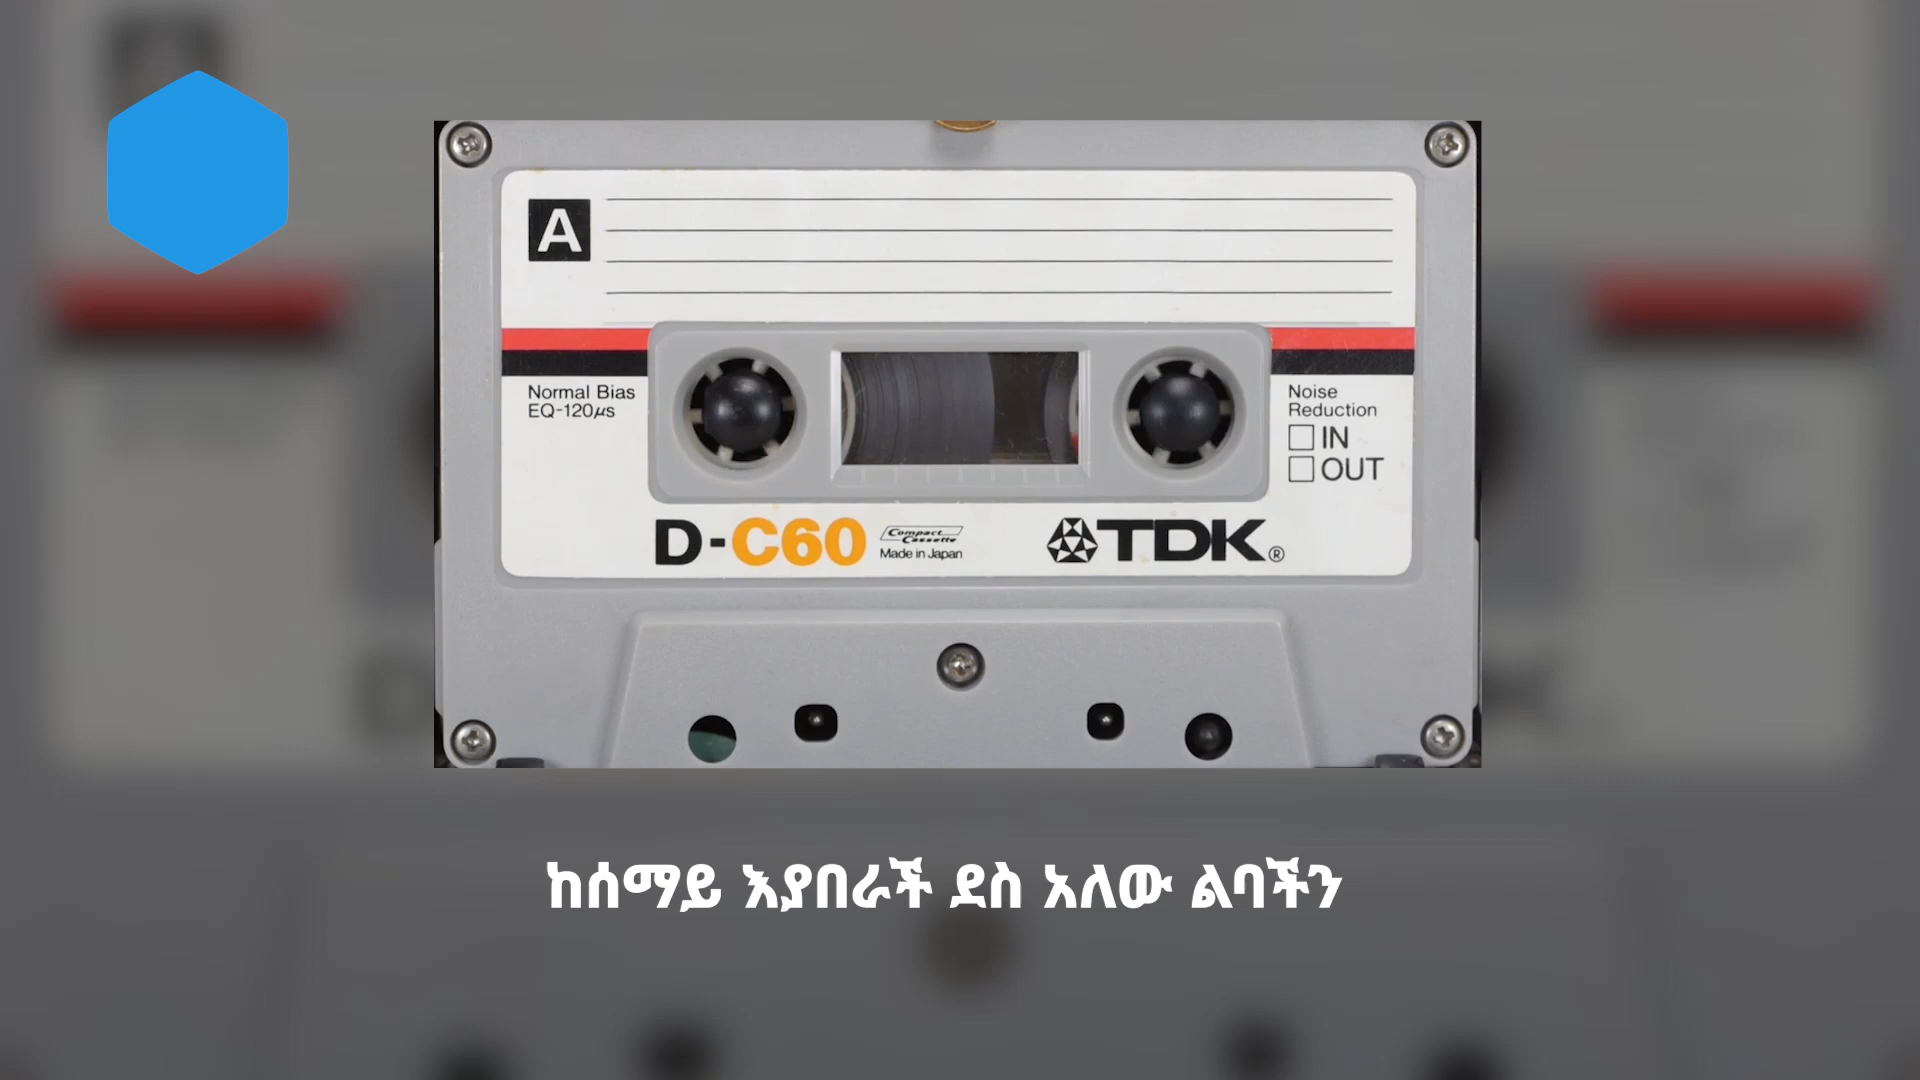 A
Normal Bias
EQ-120µs
Noise
Reduction
IN
OUT
D-C60
Compact
Cassette
Made in Japan
TDK®
ከሰማይ እያበራች ደስ አለው ልባችን